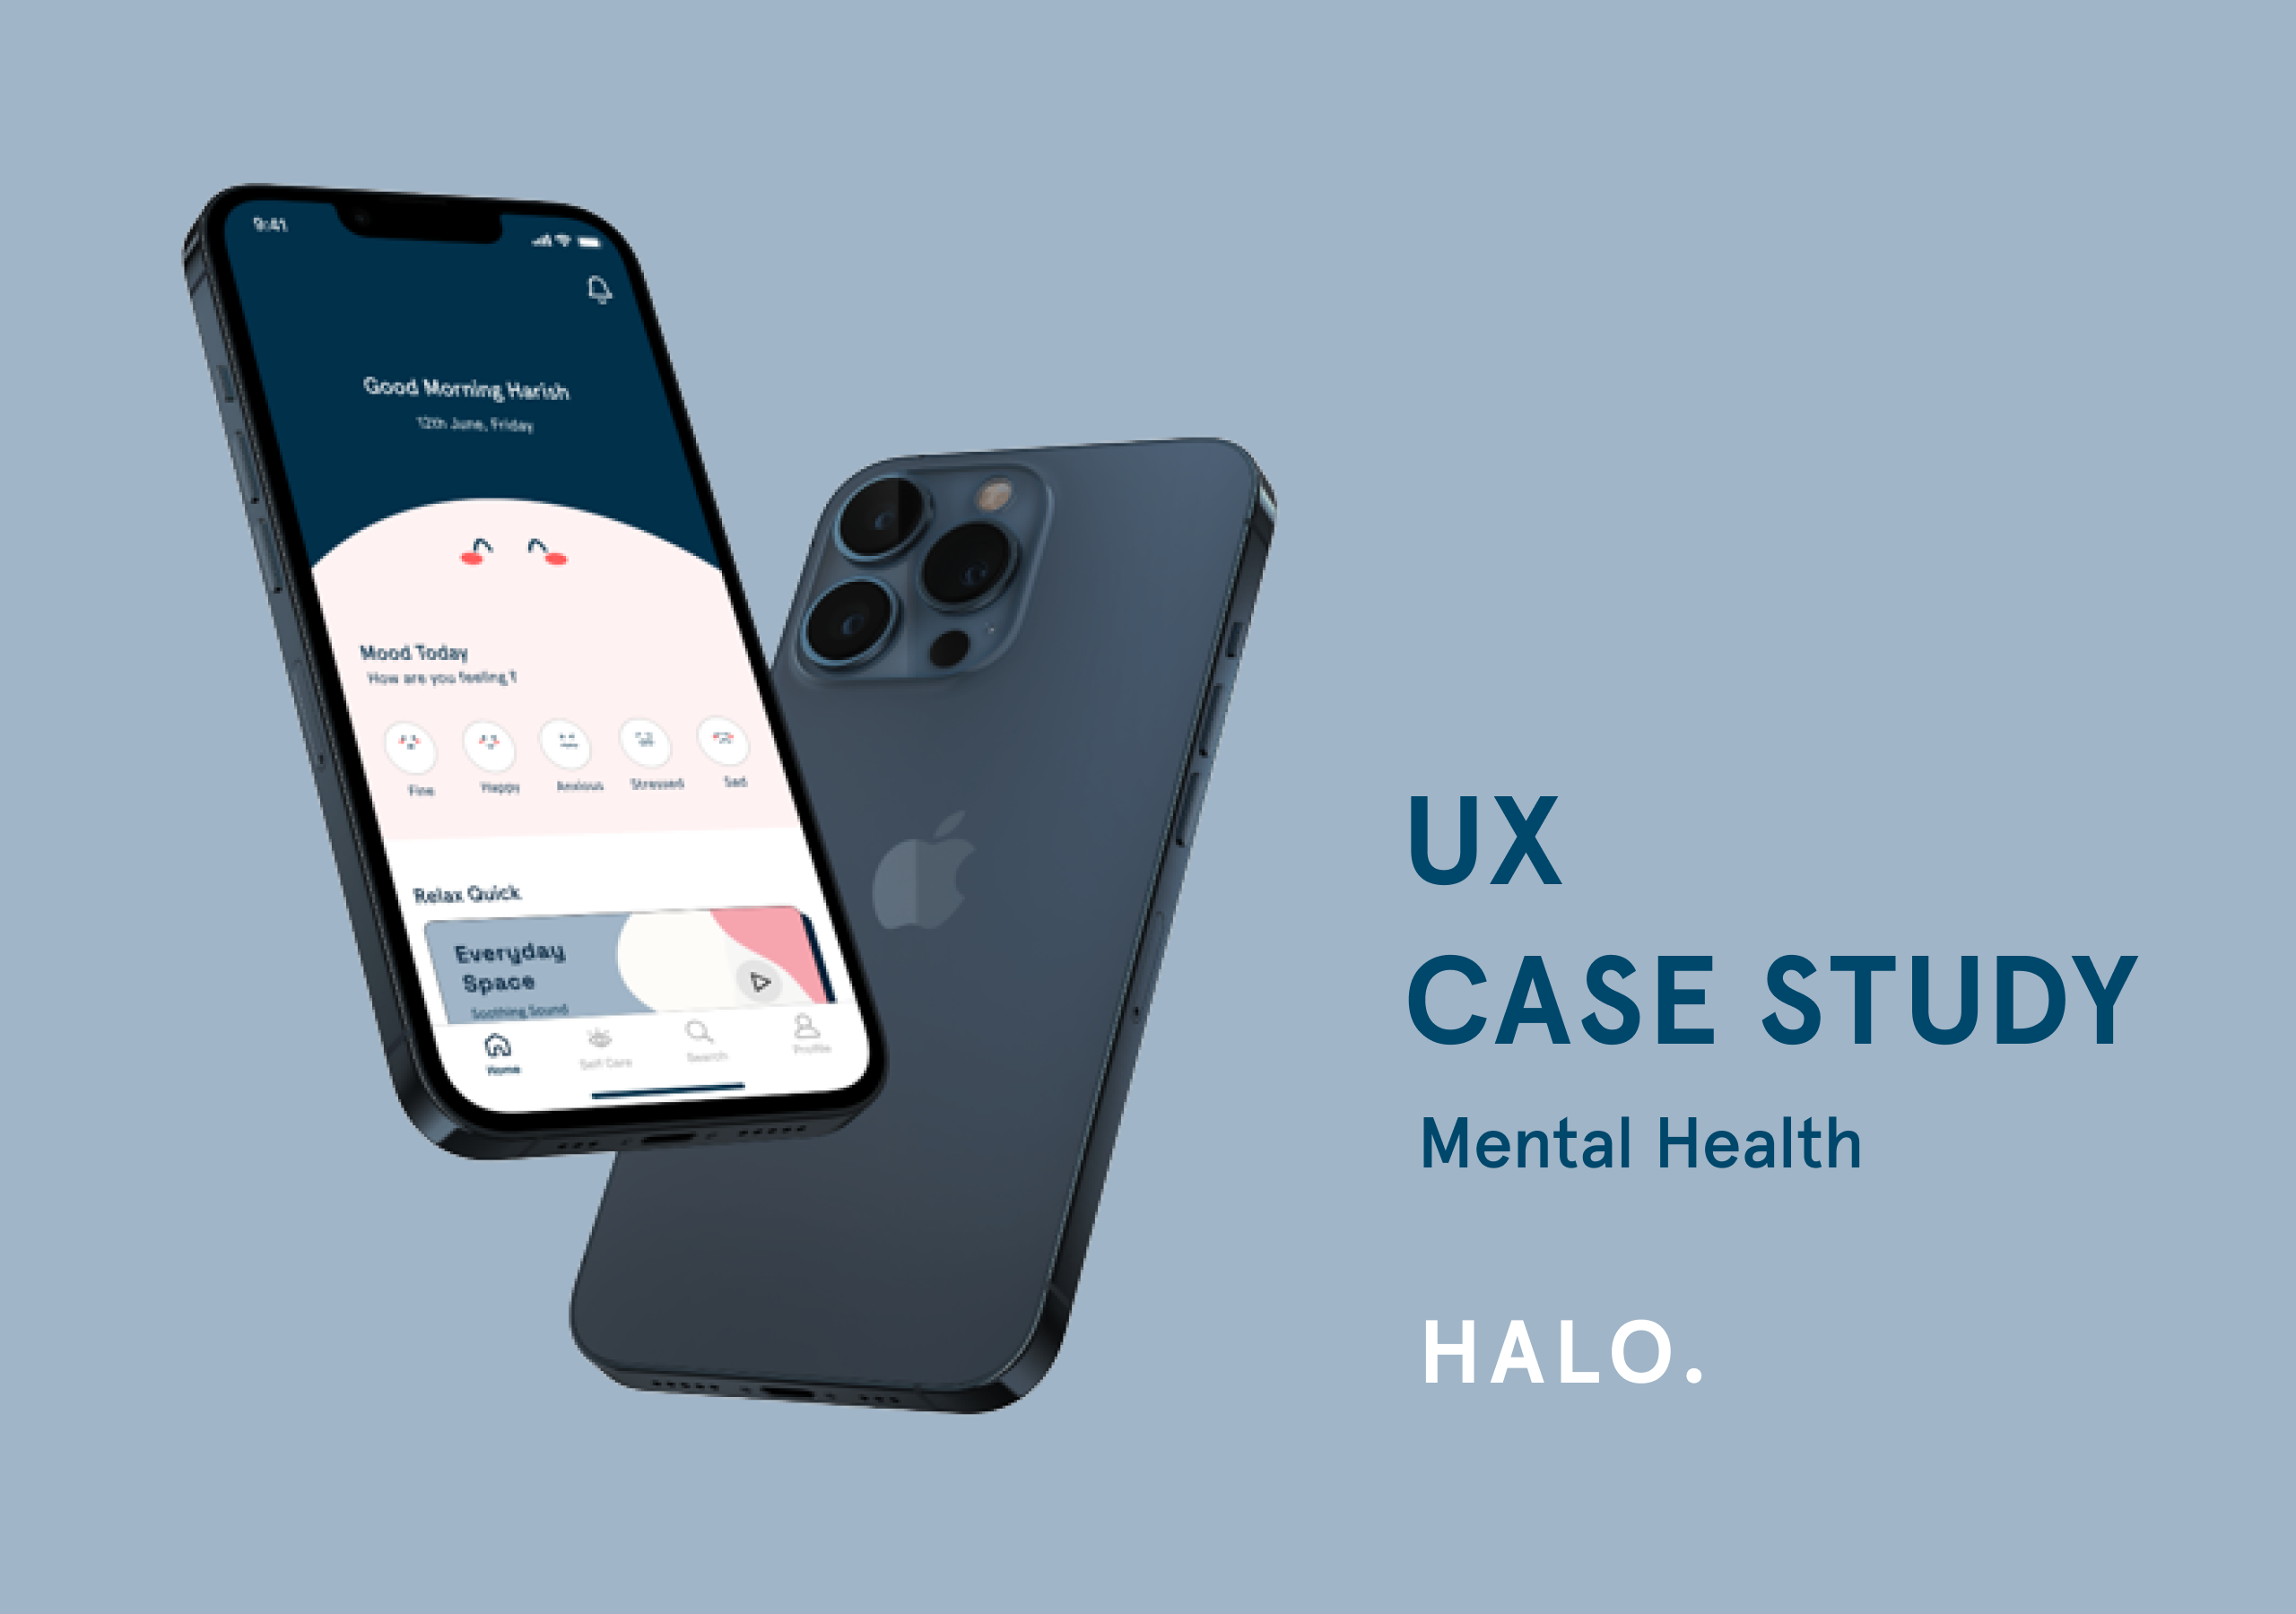 9:41
Good Morning Harish
12th June, Friday
Mood Today
How are you feeling ?
Fine Happy Anxious Stressed Sad
Relax Quick
Everyday
Space
Soothing Sound
Home Self Care Search Profile
UX
CASE STUDY
Mental Health
HALO.